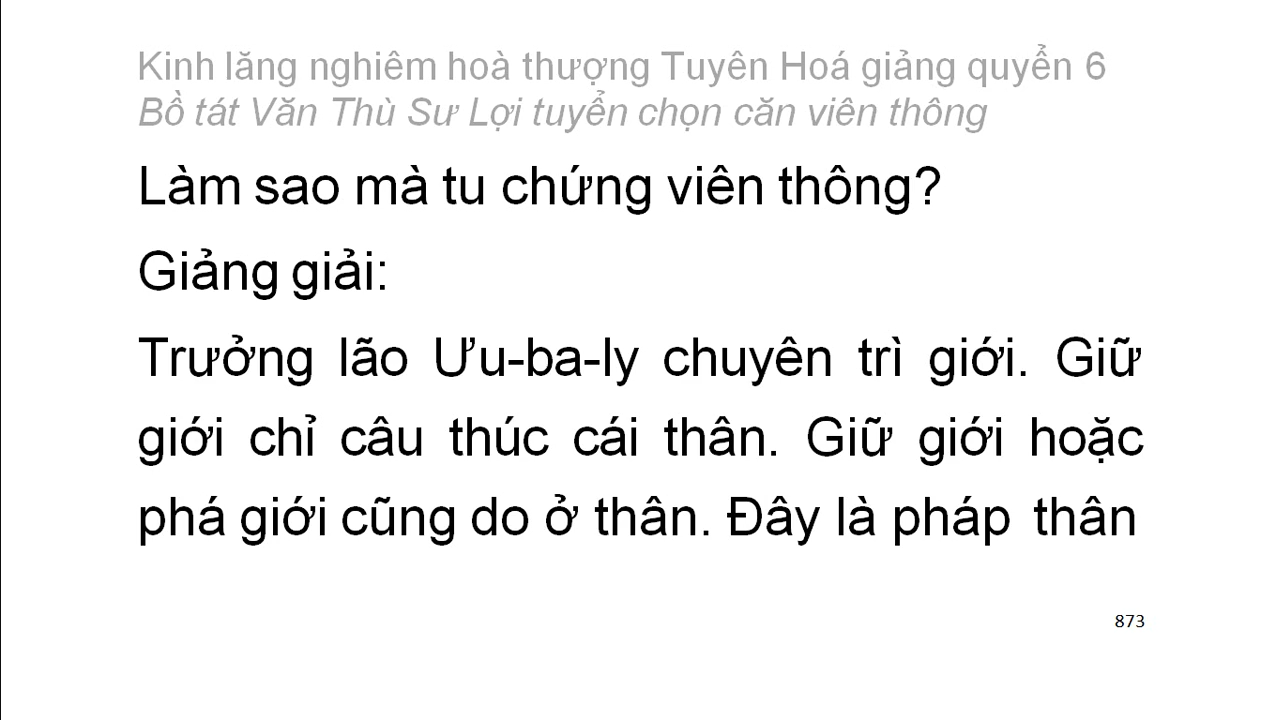 Kinh lăng nghiêm hoà thượng Tuyên Hoá giảng quyển 6
Bồ tát Văn Thù Sư Lợi tuyển chọn căn viên thông
Làm sao mà tu chứng viên thông?
Giảng giải:
Trưởng lão Ưu-ba-ly chuyên trì giới. Giữ
giới chỉ câu thúc cái thân. Giữ giới hoặc
phá giới cũng do ở thân. Đây là pháp thân
873